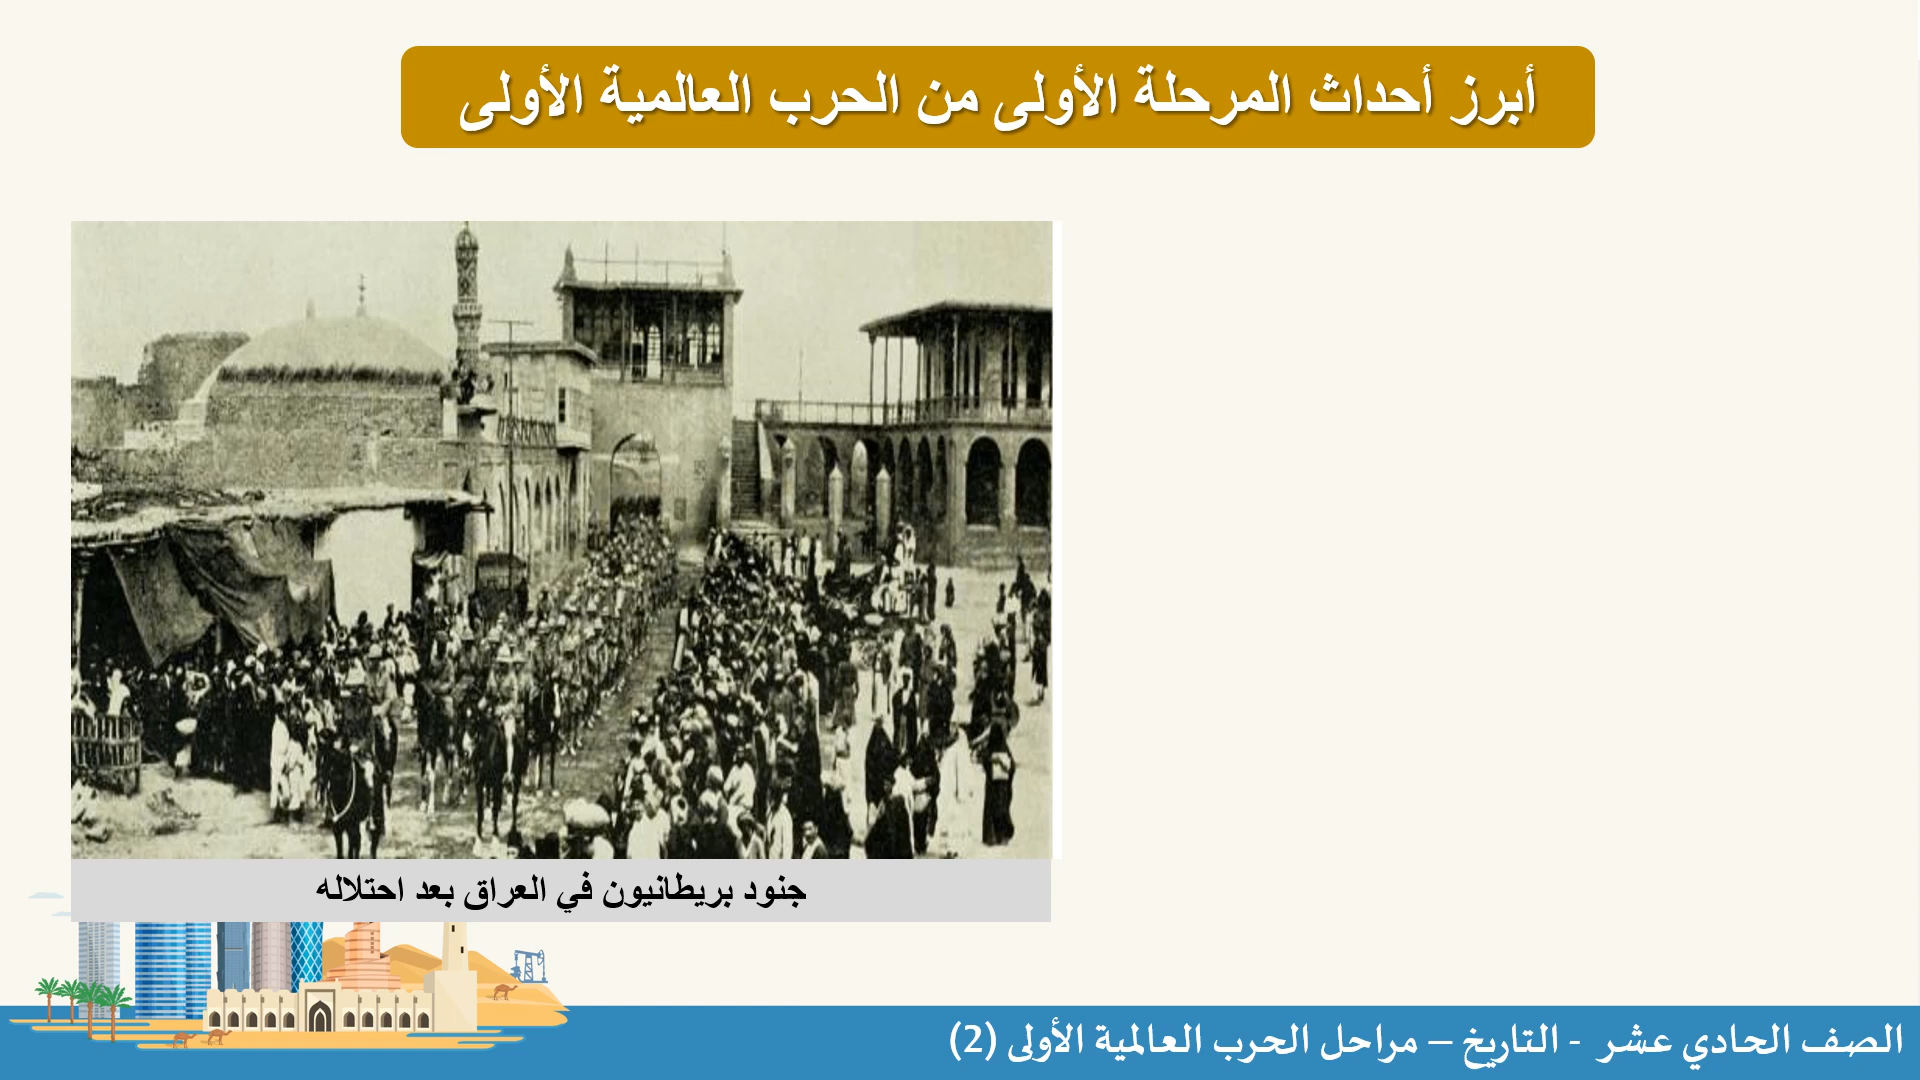 أبرز أحداث المرحلة الأولى من الحرب العالمية الأولى
جنود بريطانيون في العراق بعد احتلاله
الصف الحادي عشر - التاريخ – مراحل الحرب العالمية الأولى (2)